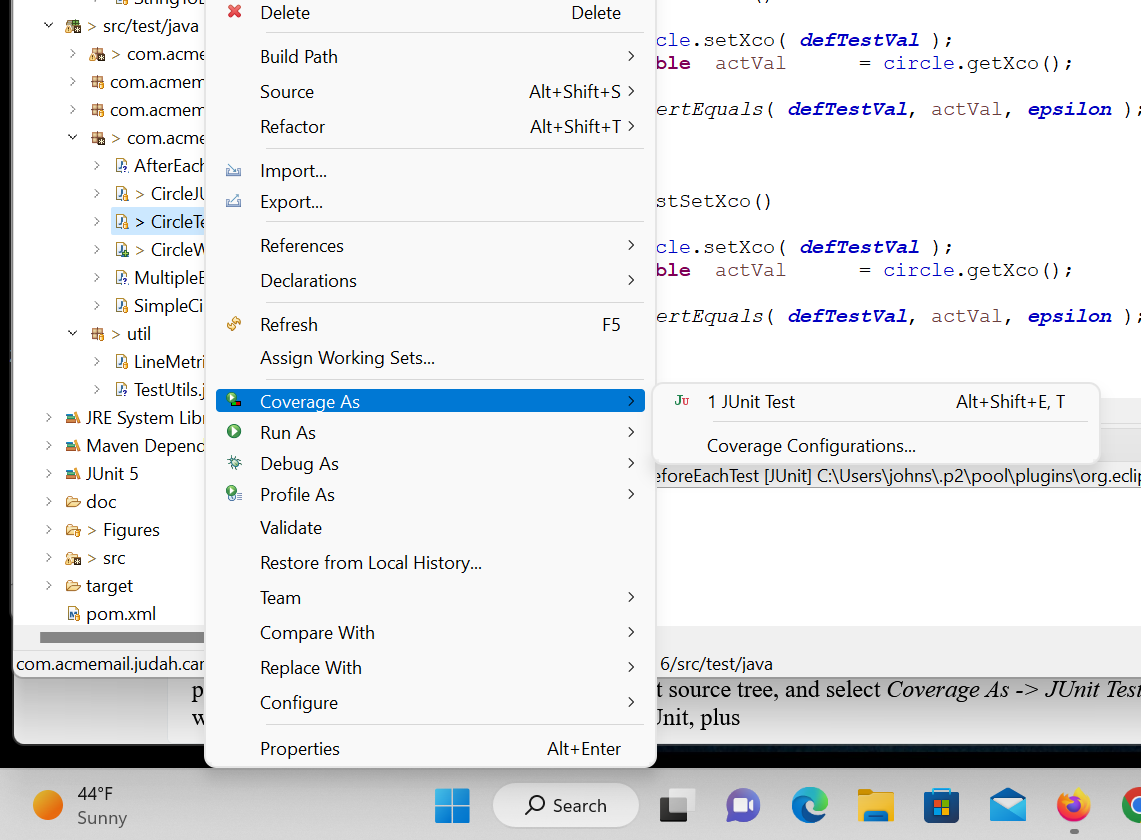 src/test/java
com.acme
com.acmem
com.acmem
com.acme
AfterEach
CircleJU
CircleTe
CircleW
MultipleB
SimpleCi
util
LineMetri
TestUtils.j
JRE System Libr
Maven Depend
JUnit 5
doc
Figures
src
target
pom.xml
com.acmemail.judah.car
Delete Delete
Build Path
Source Alt+Shift+S
Refactor Alt+Shift+T
Import...
Export...
References
Declarations
Refresh F5
Assign Working Sets...
Coverage As
Run As
Debug As
Profile As
Validate
Restore from Local History...
Team
Compare With
Replace With
Configure
Properties Alt+Enter
1 JUnit Test Alt+Shift+E, T
Coverage Configurations...
cle.setXco( defTestVal );
ble actVal = circle.getXco();
ertEquals( defTestVal, actVal, epsilon );
stSetXco()
cle.setXco( defTestVal );
ble actVal = circle.getXco();
ertEquals( defTestVal, actVal, epsilon );
eforeEachTest [JUnit] C:\Users\johns\.p2\pool\plugins\org.eclip
6/src/test/java
t source tree, and select Coverage As -> JUnit Test
Unit, plus
44°F
Sunny
Search